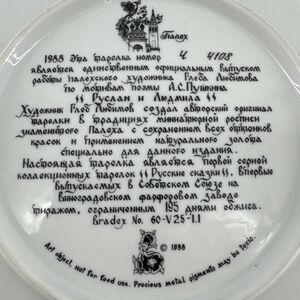 Палех
1988 Эта тарелка номер Ч 4108
является единственным официальным выпуском
работы палехского художника Глеба Любимова
по мотивам поэмы А.С.Пушкина
"Руслан и Людмила"
Художник Глеб Любимов создал авторский оригинал
тарелки в традициях миниатюрной росписи
знаменитого Палеха с сохранением всех оттенков
красок и применением натурального золота
специально для данного издания.
Настоящая тарелка является первой серией
коллекционных тарелок "Русские сказки", впервые
выпускаемых в Советском Союзе на
Виноградовском фарфоровом заводе
тиражом, ограниченным 195 днями обжига.
Bradex No. 60-V25-1.1
© 1988
Art object, not for food use. Precious metal pigments may be toxic.